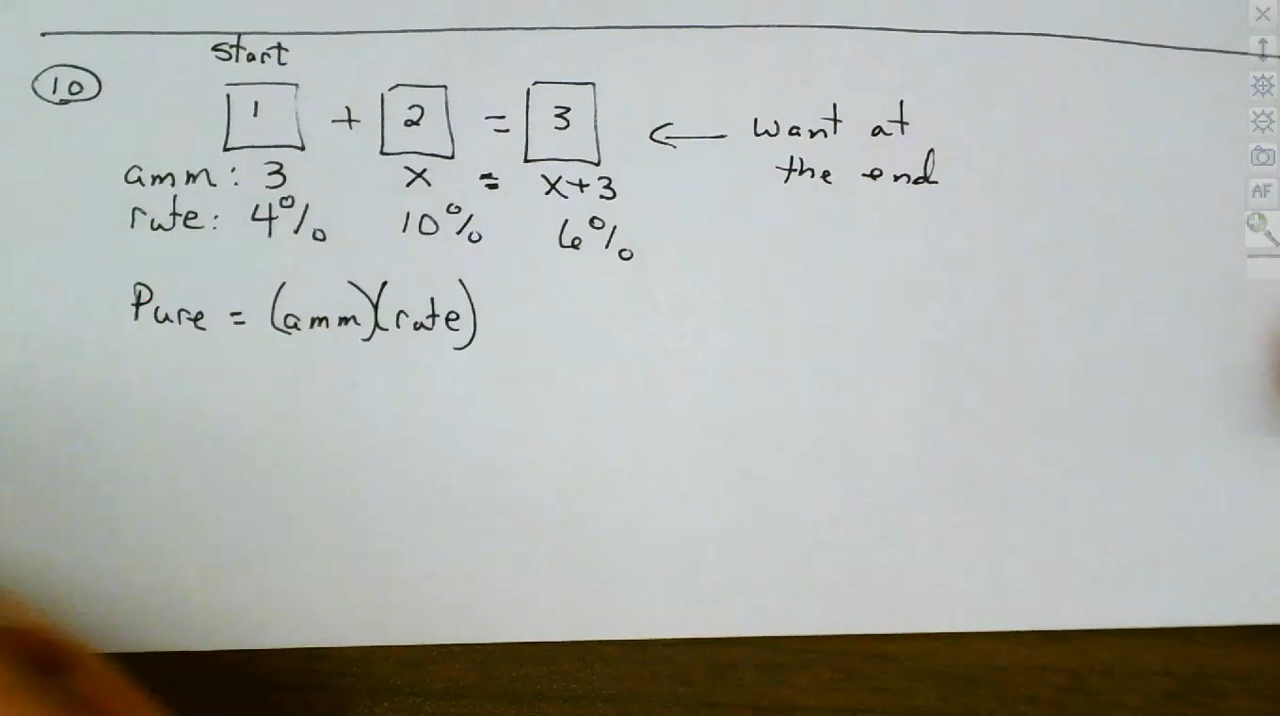 start
10
1 + 2 = 3 ← want at
the end
amm: 3 x = x+3
rate: 4% 10% 6%
Pure = (amm)(rate)
AF